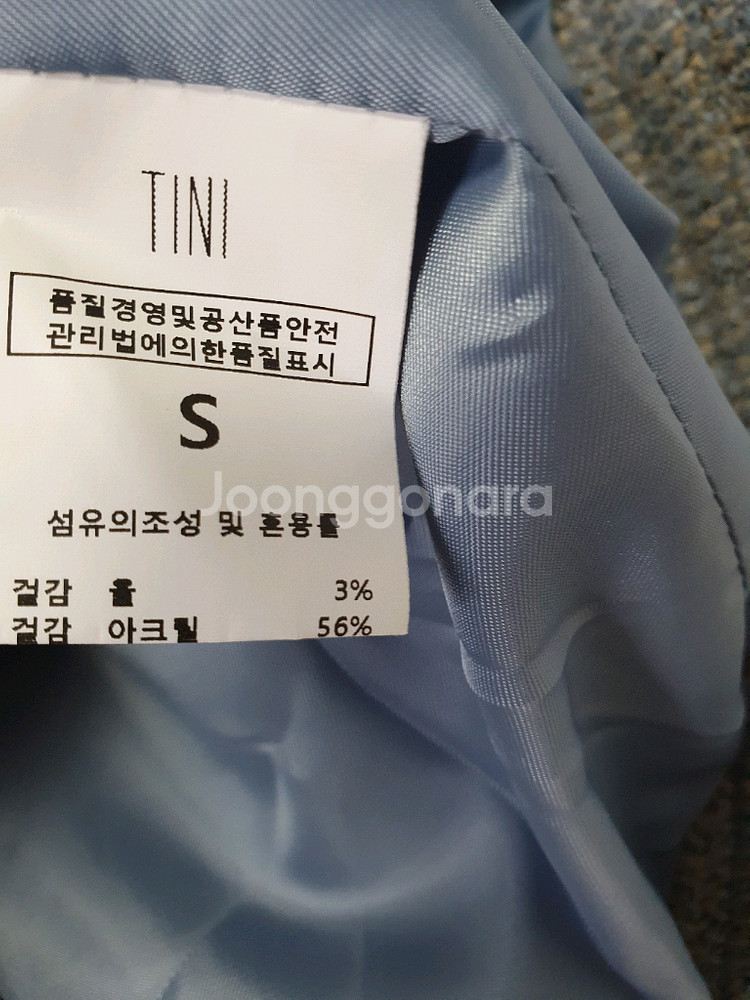 TINI
품질경영및공산품안전
관리법에의한품질표시
S
Joonggonara
섬유의조성 및 혼용률
겉감 울 3%
겉감 아크릴 56%